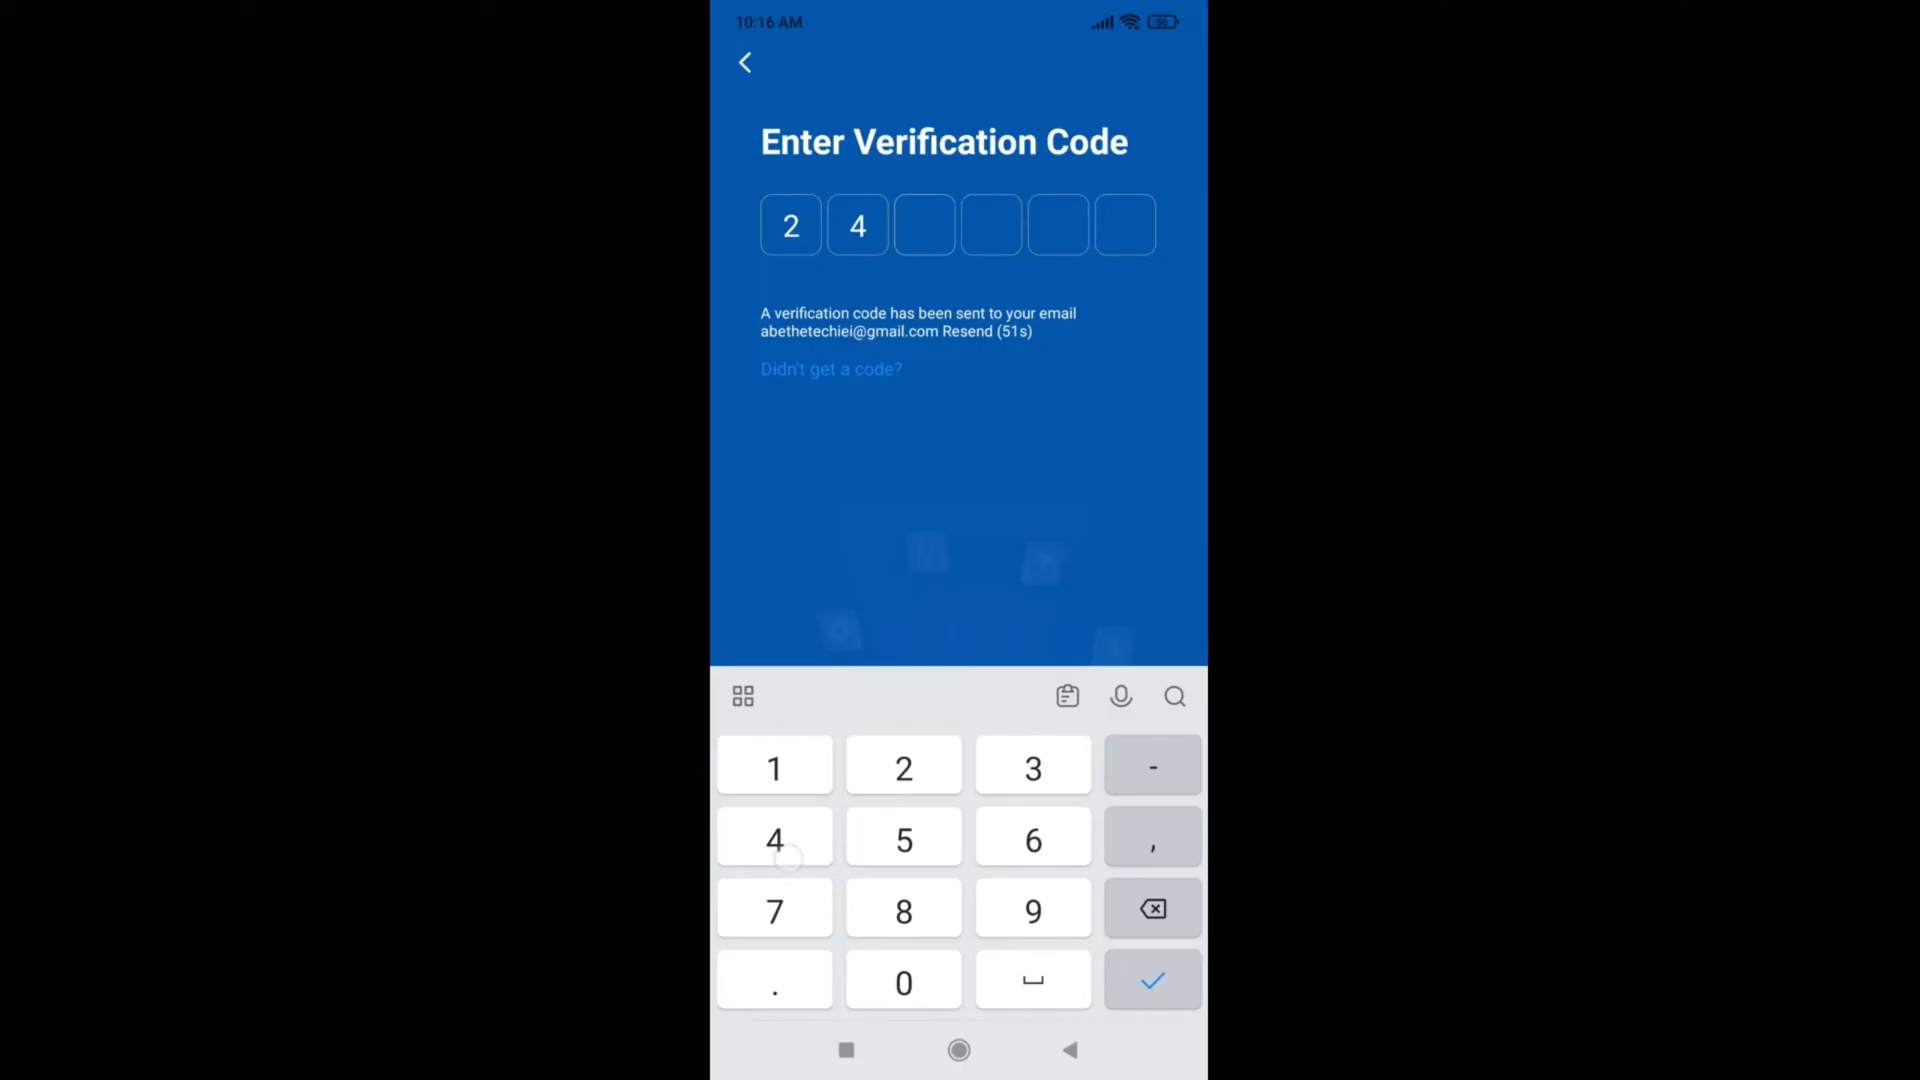 10:16 AM
56
Enter Verification Code
2 4
A verification code has been sent to your email
abethetechiei@gmail.com Resend (51s)
Didn't get a code?
1 2 3 -
4 5 6 ,
7 8 9
. 0